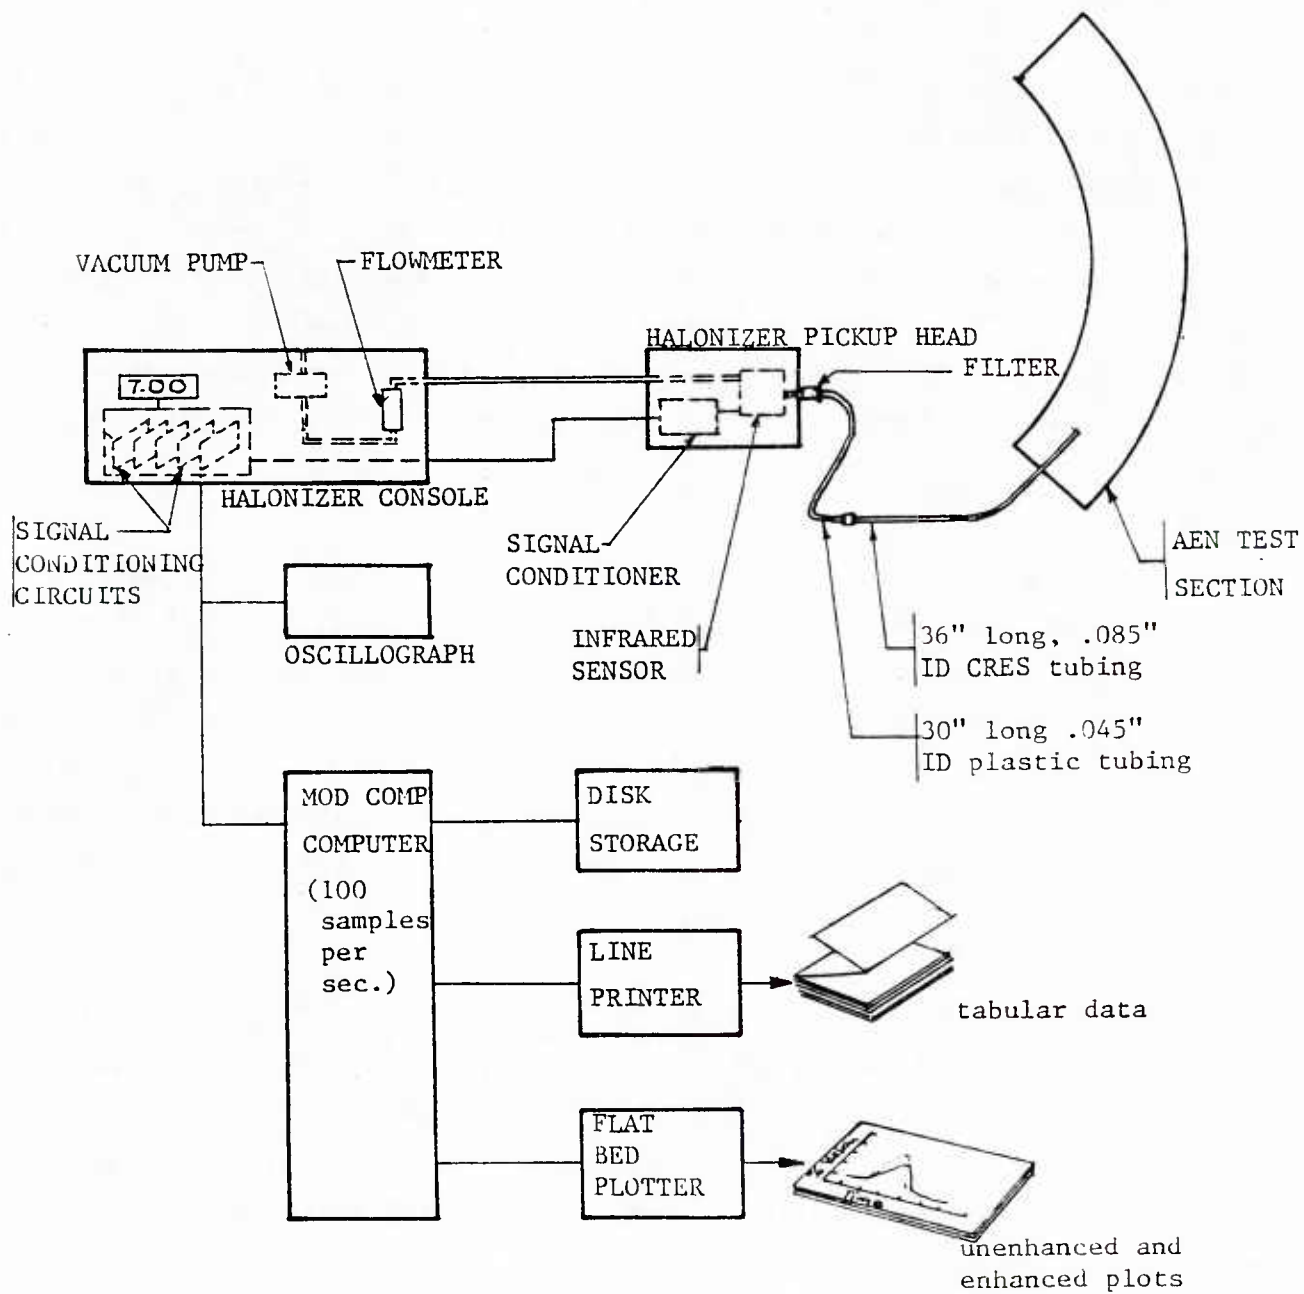 VACUUM PUMP
FLOWMETER
HALONIZER PICKUP HEAD
FILTER
7.00
HALONIZER CONSOLE
SIGNAL
CONDITIONING
CIRCUITS
SIGNAL
CONDITIONER
AEN TEST
SECTION
OSCILLOGRAPH
INFRARED
SENSOR
36" long, .085"
ID CRES tubing
30" long .045"
ID plastic tubing
MOD COMP
COMPUTER
(100
samples
per
sec.)
DISK
STORAGE
LINE
PRINTER
tabular data
FLAT
BED
PLOTTER
unenhanced and
enhanced plots